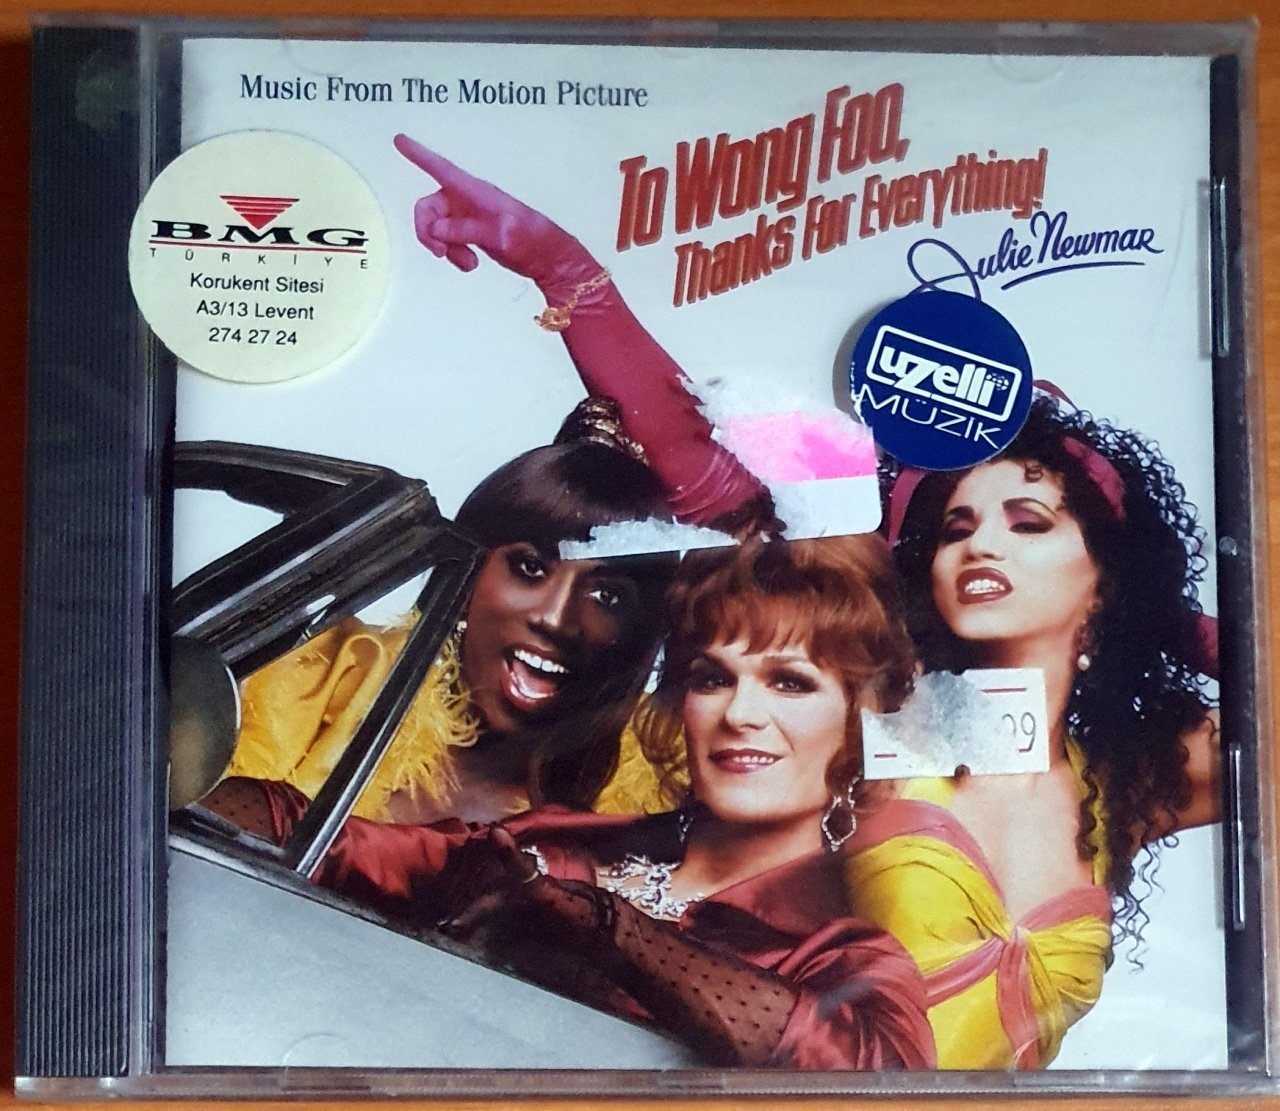 Music From The Motion Picture
To Wong Foo,
Thanks For Everything!
Julie Newmar
BMG
TÜRKİYE
Korukent Sitesi
A3/13 Levent
274 27 24
uzelli
MÜZİK
09